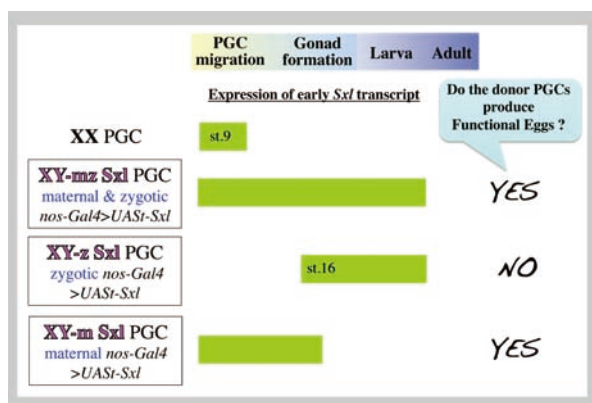 PGC migration Gonad formation Larva Adult
Expression of early Sxl transcript
Do the donor PGCs
produce
Functional Eggs ?
XX PGC st.9
XY-mz Sxl PGC
maternal & zygotic
nos-Gal4>UASt-Sxl
YES
XY-z Sxl PGC
zygotic nos-Gal4
>UASt-Sxl
st.16
NO
XY-m Sxl PGC
maternal nos-Gal4
>UASt-Sxl
YES